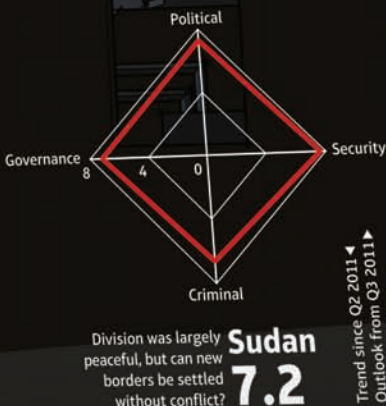 Political
Governance
8
4
0
Security
Criminal
Division was largely
peaceful, but can new
borders be settled
without conflict?
Sudan
7.2
Trend since Q2 2011◄
Outlook from Q3 2011►